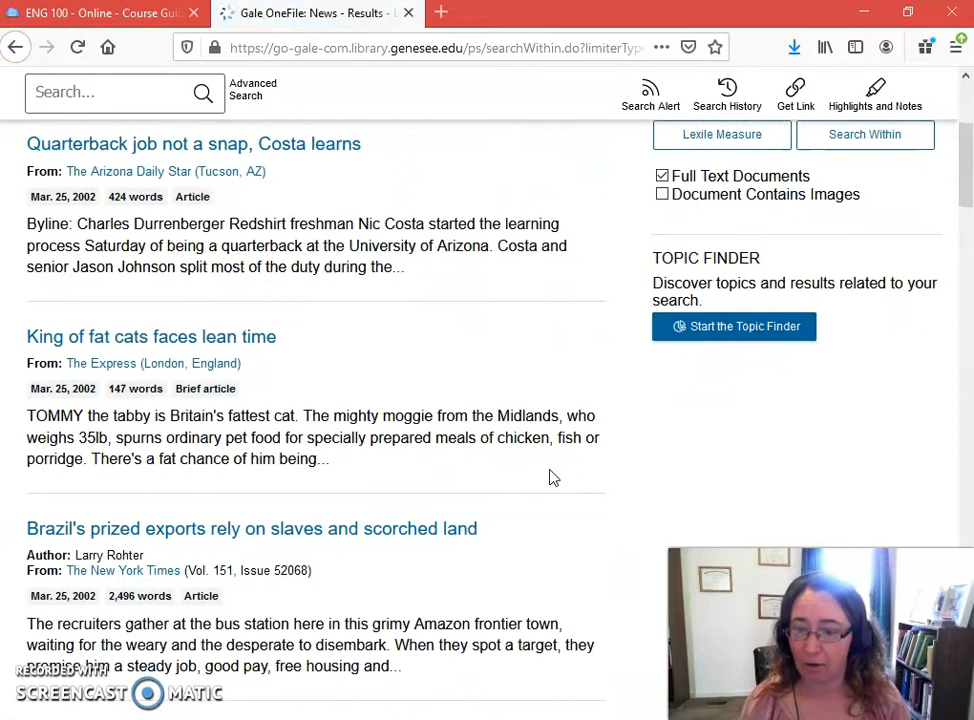 ENG 100 - Online - Course Gui
Gale OneFile: News - Results -
https://go-gale-com.library.genesee.edu/ps/searchWithin.do?limiterTyp
Search...
Advanced
Search
Search Alert
Search History
Get Link
Highlights and Notes
Quarterback job not a snap, Costa learns
From: The Arizona Daily Star (Tucson, AZ)
Mar. 25, 2002 424 words Article
Byline: Charles Durrenberger Redshirt freshman Nic Costa started the learning
process Saturday of being a quarterback at the University of Arizona. Costa and
senior Jason Johnson split most of the duty during the...
King of fat cats faces lean time
From: The Express (London, England)
Mar. 25, 2002 147 words Brief article
TOMMY the tabby is Britain's fattest cat. The mighty moggie from the Midlands, who
weighs 35lb, spurns ordinary pet food for specially prepared meals of chicken, fish or
porridge. There's a fat chance of him being...
Brazil's prized exports rely on slaves and scorched land
Author: Larry Rohter
From: The New York Times (Vol. 151, Issue 52068)
Mar. 25, 2002 2,496 words Article
The recruiters gather at the bus station here in this grimy Amazon frontier town,
waiting for the weary and the desperate to disembark. When they spot a target, they
promise him a steady job, good pay, free housing and...
Lexile Measure
Search Within
Full Text Documents
Document Contains Images
TOPIC FINDER
Discover topics and results related to your
search.
Start the Topic Finder
RECORDED WITH
SCREENCAST MATIC